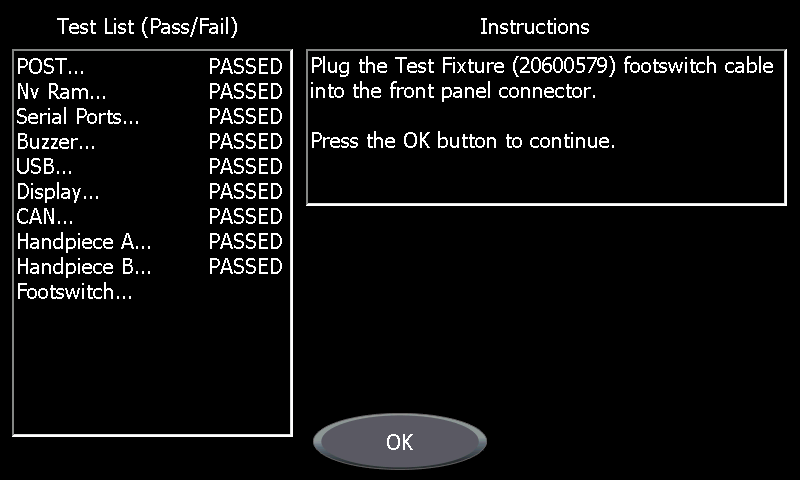 Test List (Pass/Fail)
POST... PASSED
Nv Ram... PASSED
Serial Ports... PASSED
Buzzer... PASSED
USB... PASSED
Display... PASSED
CAN... PASSED
Handpiece A... PASSED
Handpiece B... PASSED
Footswitch...
Instructions
Plug the Test Fixture (20600579) footswitch cable
into the front panel connector.
Press the OK button to continue.
OK